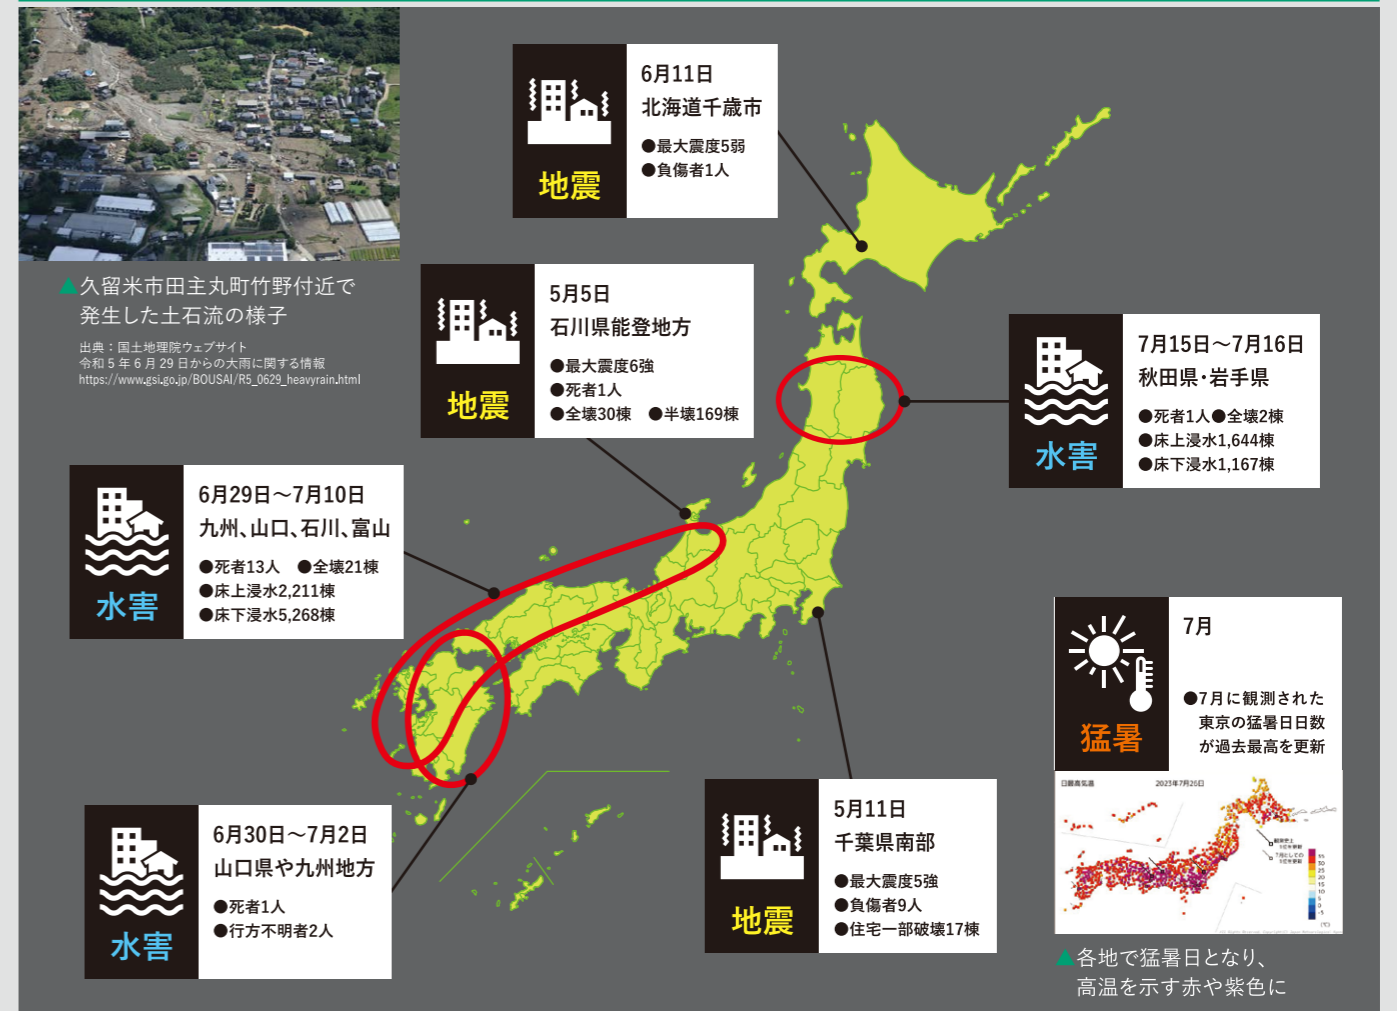 6月11日
北海道千歳市
●最大震度5弱
●負傷者1人
地震
▲久留米市田主丸町竹野付近で
発生した土石流の様子
出典：国土地理院ウェブサイト
令和5年6月29日からの大雨に関する情報
https://www.gsi.go.jp/BOUSAI/R5_0629_heavyrain.html
5月5日
石川県能登地方
●最大震度6強
●死者1人
●全壊30棟　●半壊169棟
地震
7月15日～7月16日
秋田県・岩手県
●死者1人●全壊2棟
●床上浸水1,644棟
●床下浸水1,167棟
水害
6月29日～7月10日
九州、山口、石川、富山
●死者13人　●全壊21棟
●床上浸水2,211棟
●床下浸水5,268棟
水害
7月
●7月に観測された
東京の猛暑日日数
が過去最高を更新
猛暑
6月30日～7月2日
山口県や九州地方
●死者1人
●行方不明者2人
水害
5月11日
千葉県南部
●最大震度5強
●負傷者9人
●住宅一部破壊17棟
地震
日最高気温
2023年7月26日
35
30
25
20
15
10
5
0
-5
(℃)
▲各地で猛暑日となり、
高温を示す赤や紫色に